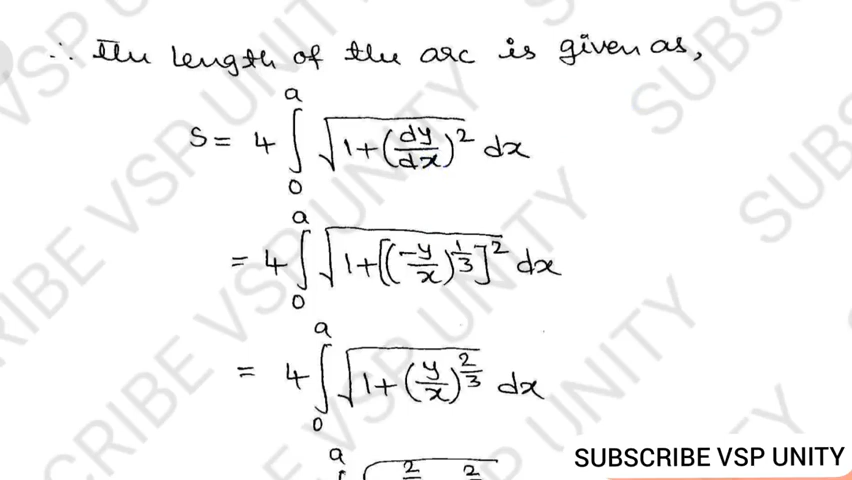 ∴ The length of the arc is given as,
S = 4 ∫₀ᵃ √(1+(dy/dx)²) dx
= 4 ∫₀ᵃ √(1+[(-y/x)^(1/3)]²) dx
= 4 ∫₀ᵃ √(1+(y/x)^(2/3)) dx
SUBSCRIBE VSP UNITY